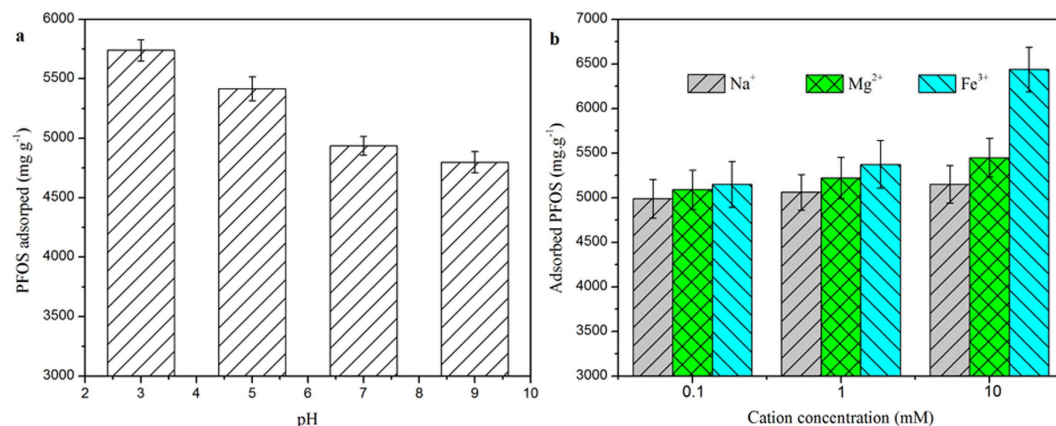 a
6000
5500
5000
4500
4000
3500
3000
PFOS adsorped (mg g⁻¹)
2 3 4 5 6 7 8 9 10
pH
b
7000
6500
6000
5500
5000
4500
4000
3500
3000
Adsorbed PFOS (mg.g⁻¹)
Na⁺ Mg²⁺ Fe³⁺
0.1 1 10
Cation concentration (mM)